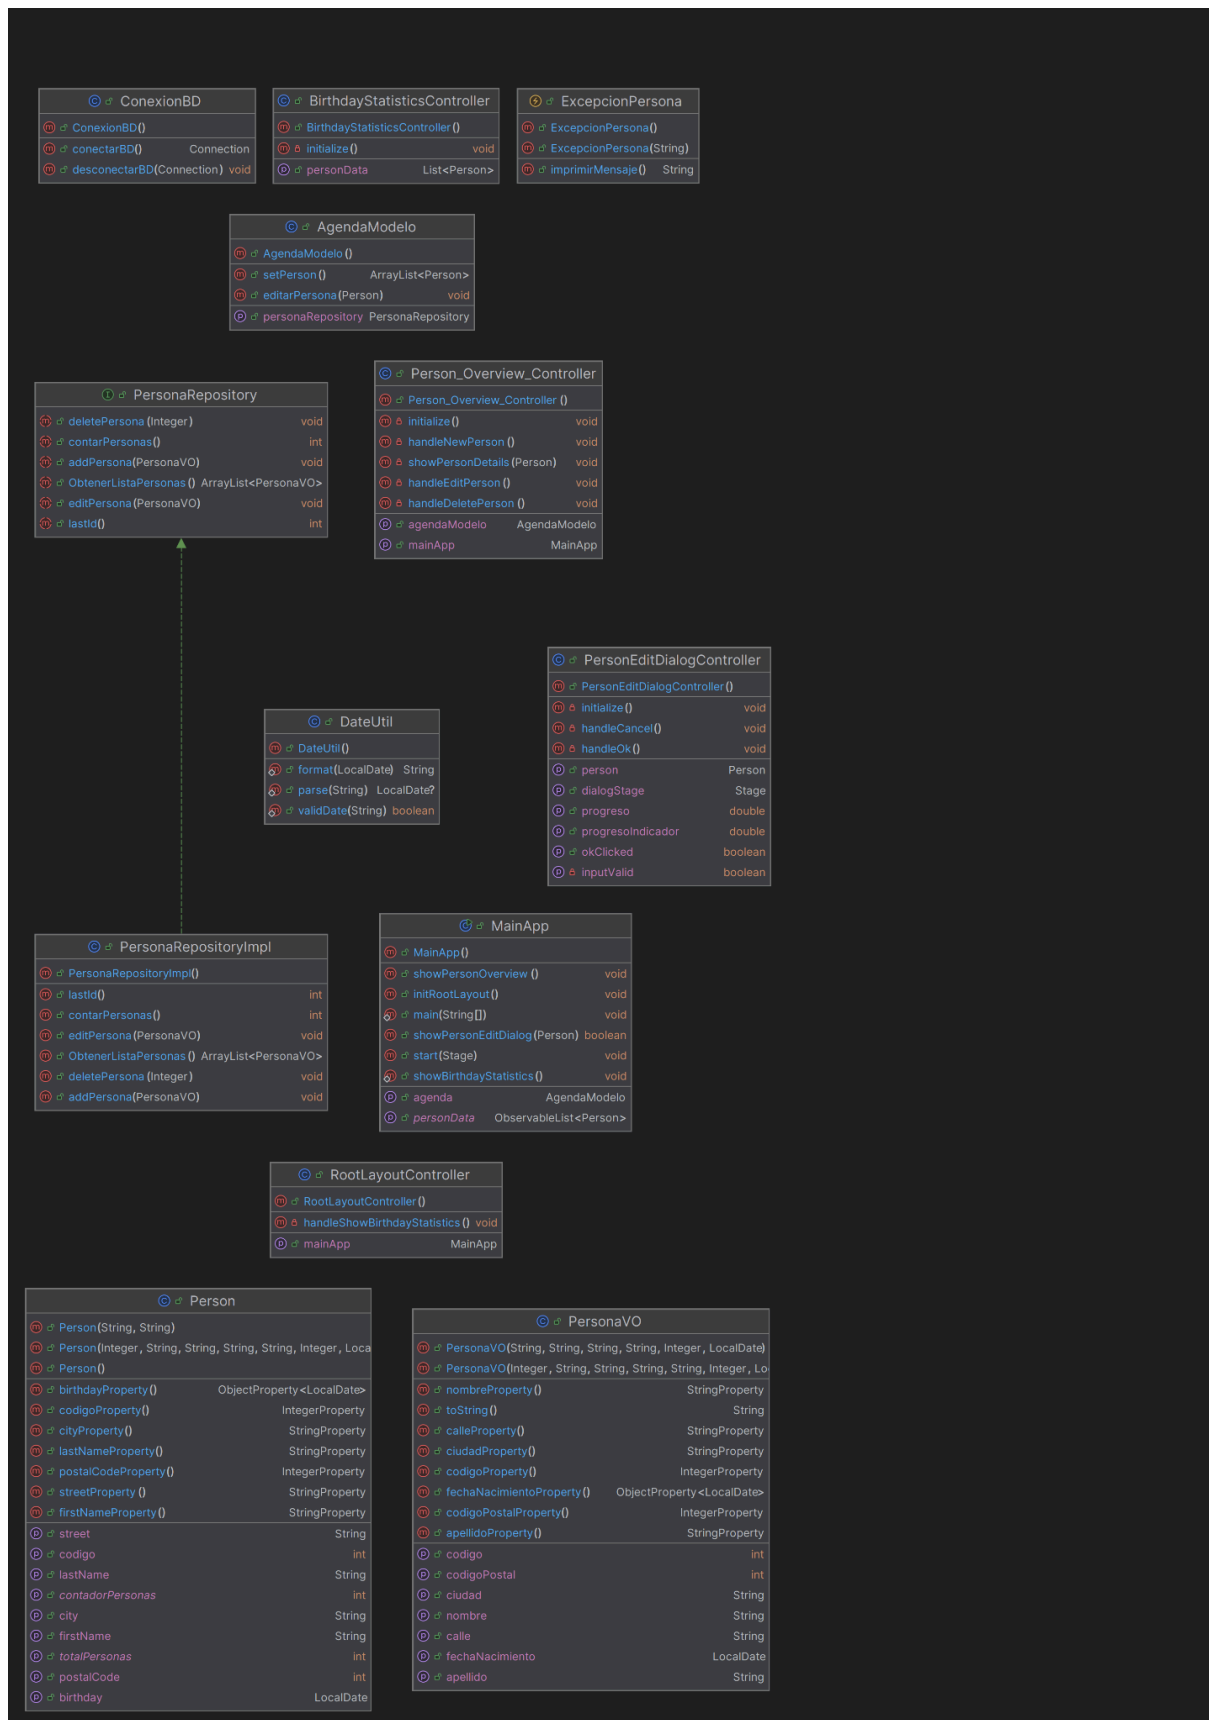 ConexionBD
ConexionBD()
conectarBD() Connection
desconectarBD(Connection) void
BirthdayStatisticsController
BirthdayStatisticsController()
initialize() void
personData List<Person>
ExcepcionPersona
ExcepcionPersona()
ExcepcionPersona(String)
imprimirMensaje() String
AgendaModelo
AgendaModelo()
setPerson() ArrayList<Person>
editarPersona(Person) void
personaRepository PersonaRepository
PersonaRepository
deletePersona(Integer) void
contarPersonas() int
addPersona(PersonaVO) void
ObtenerListaPersonas() ArrayList<PersonaVO>
editPersona(PersonaVO) void
lastId() int
Person_Overview_Controller
Person_Overview_Controller()
initialize() void
handleNewPerson() void
showPersonDetails(Person) void
handleEditPerson() void
handleDeletePerson() void
agendaModelo AgendaModelo
mainApp MainApp
PersonEditDialogController
PersonEditDialogController()
initialize() void
handleCancel() void
handleOk() void
person Person
dialogStage Stage
progreso double
progresoIndicador double
okClicked boolean
inputValid boolean
DateUtil
DateUtil()
format(LocalDate) String
parse(String) LocalDate?
validDate(String) boolean
PersonaRepositoryImpl
PersonaRepositoryImpl()
lastId() int
contarPersonas() int
editPersona(PersonaVO) void
ObtenerListaPersonas() ArrayList<PersonaVO>
deletePersona(Integer) void
addPersona(PersonaVO) void
MainApp
MainApp()
showPersonOverview() void
initRootLayout() void
main(String[]) void
showPersonEditDialog(Person) boolean
start(Stage) void
showBirthdayStatistics() void
agenda AgendaModelo
personData ObservableList<Person>
RootLayoutController
RootLayoutController()
handleShowBirthdayStatistics() void
mainApp MainApp
Person
Person(String, String)
Person(Integer, String, String, String, String, Integer, Loca
Person()
birthdayProperty() ObjectProperty<LocalDate>
codigoProperty() IntegerProperty
cityProperty() StringProperty
lastNameProperty() StringProperty
postalCodeProperty() IntegerProperty
streetProperty() StringProperty
firstNameProperty() StringProperty
street String
codigo int
lastName String
contadorPersonas int
city String
firstName String
totalPersonas int
postalCode int
birthday LocalDate
PersonaVO
PersonaVO(String, String, String, String, Integer, LocalDate)
PersonaVO(Integer, String, String, String, String, Integer, Lo
nombreProperty() StringProperty
toString() String
calleProperty() StringProperty
ciudadProperty() StringProperty
codigoProperty() IntegerProperty
fechaNacimientoProperty() ObjectProperty<LocalDate>
codigoPostalProperty() IntegerProperty
apellidoProperty() StringProperty
codigo int
codigoPostal int
ciudad String
nombre String
calle String
fechaNacimiento LocalDate
apellido String